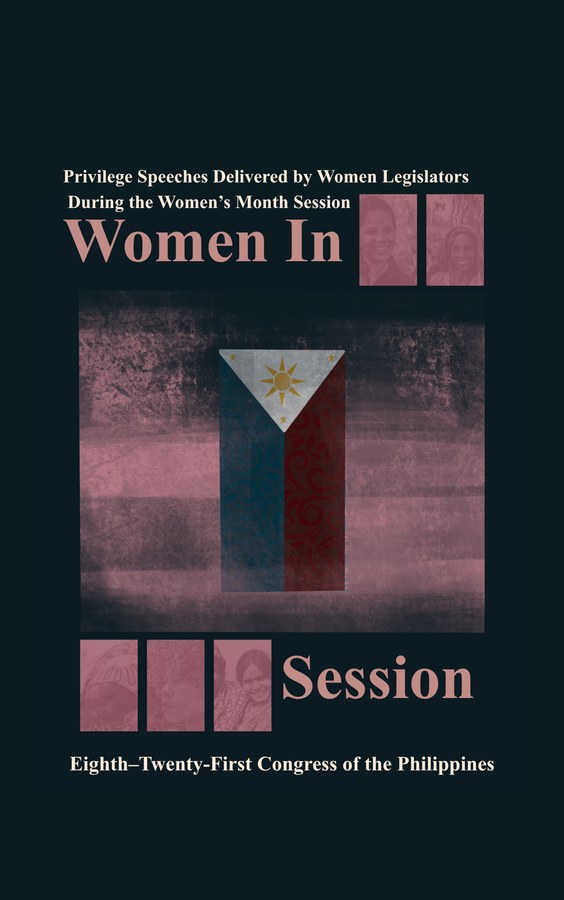 Privilege Speeches Delivered by Women Legislators
During the Women's Month Session
Women In
Session
Eighth–Twenty-First Congress of the Philippines